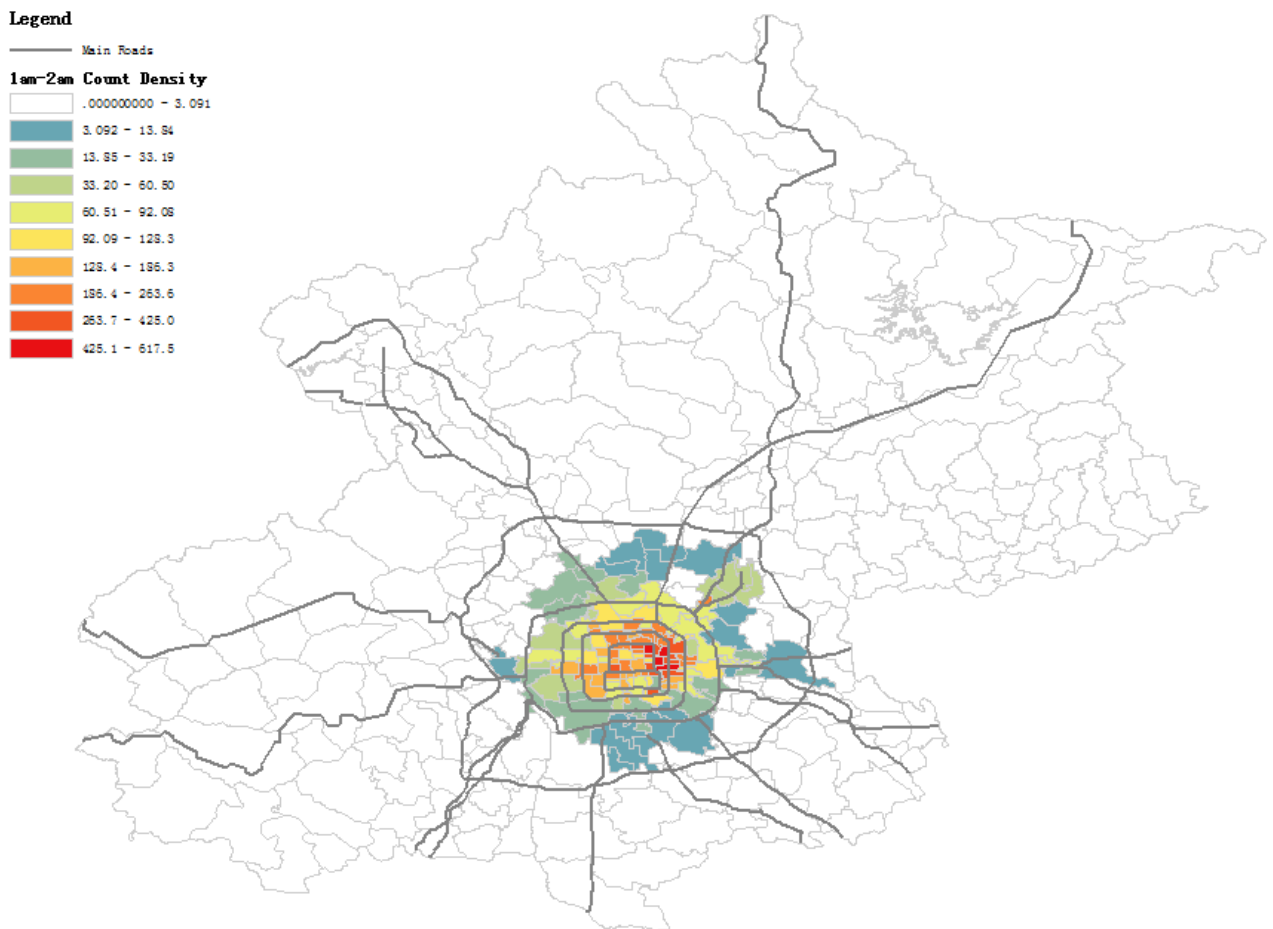 Legend
Main Roads
1am-2am Count Density
.000000000 - 3.091
3.092 - 13.84
13.85 - 33.19
33.20 - 60.50
60.51 - 92.08
92.09 - 128.3
128.4 - 186.3
186.4 - 263.6
263.7 - 425.0
425.1 - 617.5